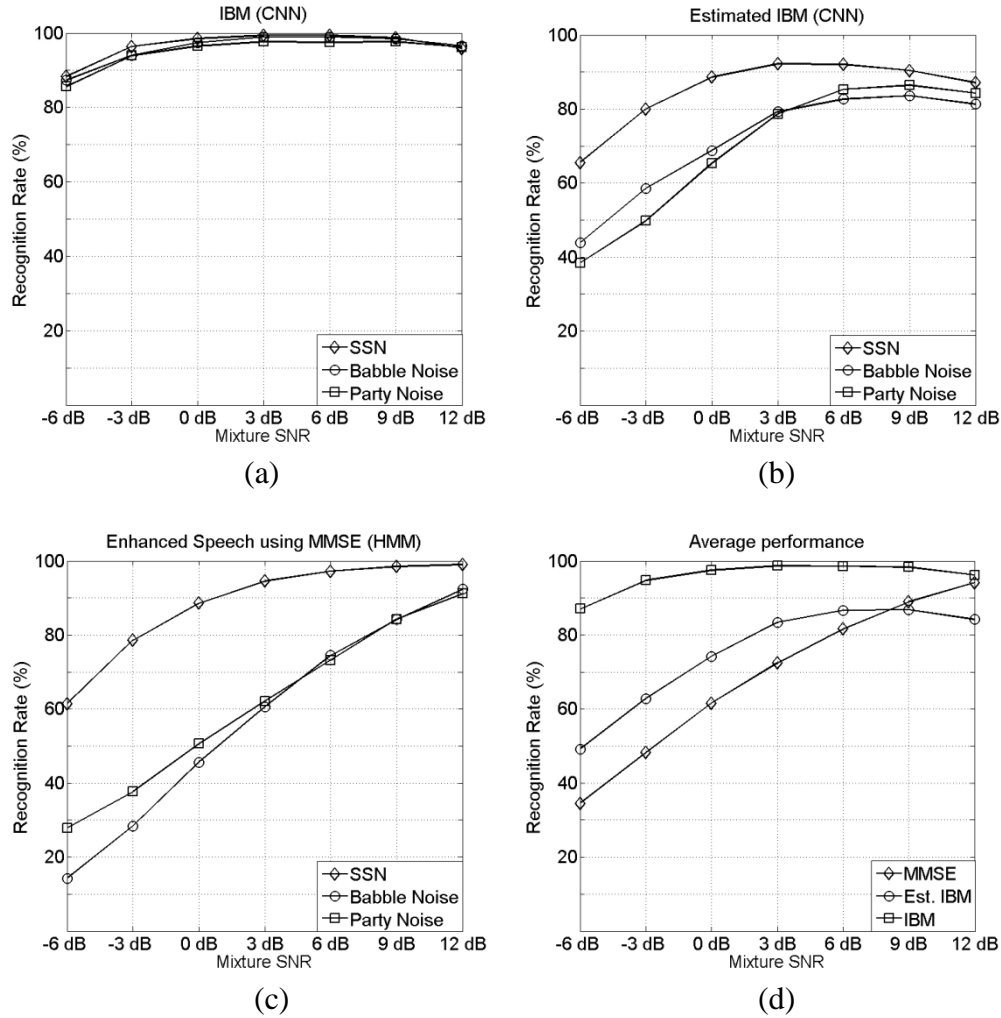 IBM (CNN)
100
80
60
40
20
Recognition Rate (%)
SSN
Babble Noise
Party Noise
-6 dB -3 dB 0 dB 3 dB 6 dB 9 dB 12 dB
Mixture SNR
(a)
Estimated IBM (CNN)
100
80
60
40
20
Recognition Rate (%)
SSN
Babble Noise
Party Noise
-6 dB -3 dB 0 dB 3 dB 6 dB 9 dB 12 dB
Mixture SNR
(b)
Enhanced Speech using MMSE (HMM)
100
80
60
40
20
Recognition Rate (%)
SSN
Babble Noise
Party Noise
-6 dB -3 dB 0 dB 3 dB 6 dB 9 dB 12 dB
Mixture SNR
(c)
Average performance
100
80
60
40
20
Recognition Rate (%)
MMSE
Est. IBM
IBM
-6 dB -3 dB 0 dB 3 dB 6 dB 9 dB 12 dB
Mixture SNR
(d)